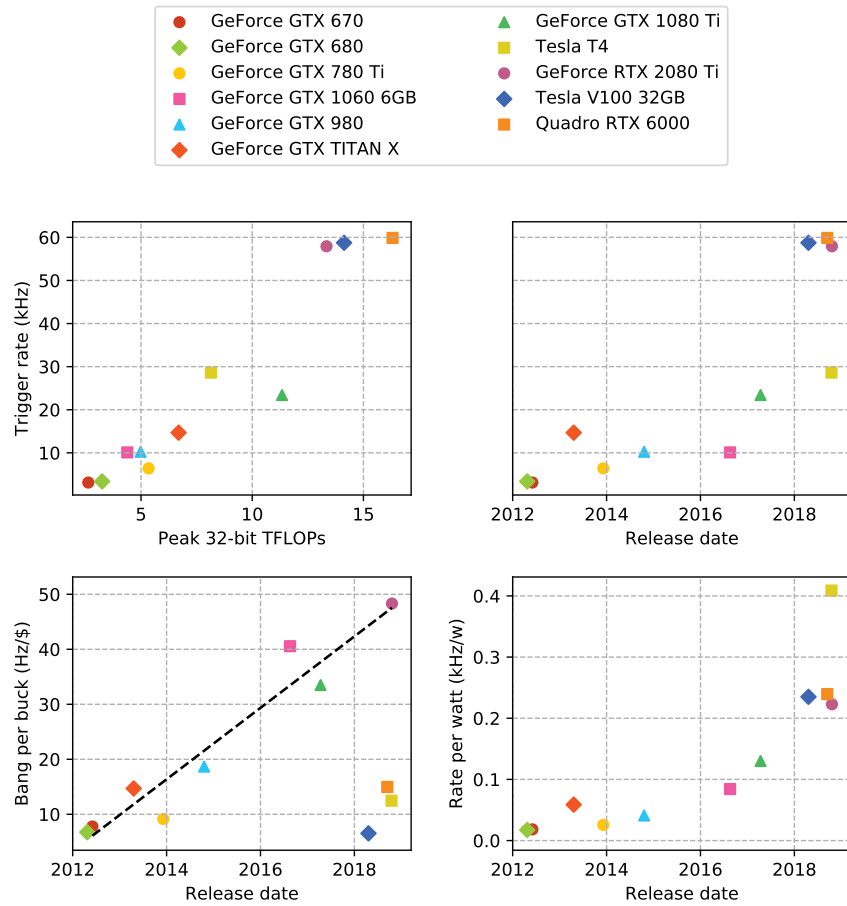 GeForce GTX 670
GeForce GTX 680
GeForce GTX 780 Ti
GeForce GTX 1060 6GB
GeForce GTX 980
GeForce GTX TITAN X
GeForce GTX 1080 Ti
Tesla T4
GeForce RTX 2080 Ti
Tesla V100 32GB
Quadro RTX 6000
Trigger rate (kHz)
60
50
40
30
20
10
5 10 15
Peak 32-bit TFLOPs
2012 2014 2016 2018
Release date
Bang per buck (Hz/$)
50
40
30
20
10
2012 2014 2016 2018
Release date
Rate per watt (kHz/w)
0.4
0.3
0.2
0.1
0.0
2012 2014 2016 2018
Release date